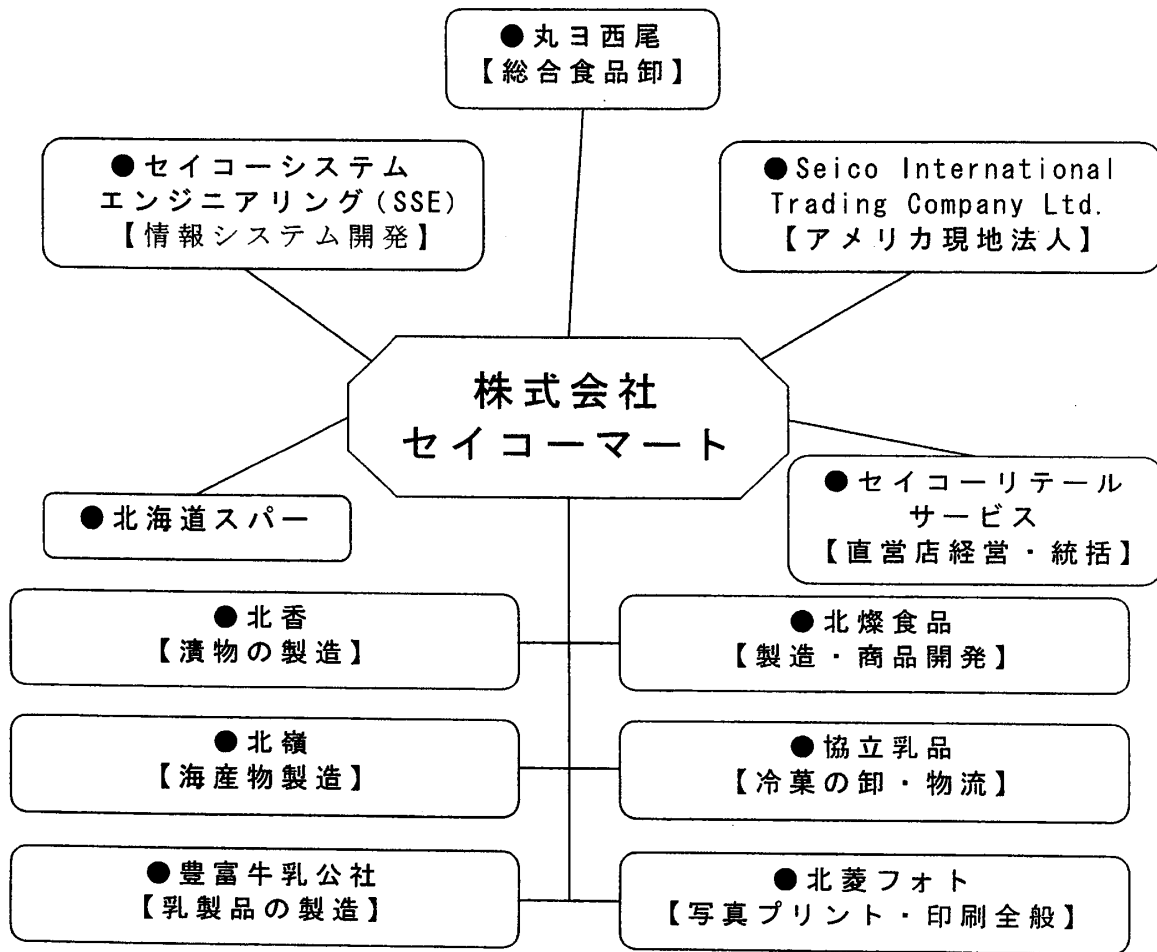 ●丸ヨ西尾
【総合食品卸】
●セイコーシステム
エンジニアリング(SSE)
【情報システム開発】
●Seico International
Trading Company Ltd.
【アメリカ現地法人】
株式会社
セイコーマート
●北海道スパー
●セイコーリテール
サービス
【直営店経営・統括】
●北香
【漬物の製造】
●北燦食品
【製造・商品開発】
●北嶺
【海産物製造】
●協立乳品
【冷菓の卸・物流】
●豊富牛乳公社
【乳製品の製造】
●北菱フォト
【写真プリント・印刷全般】